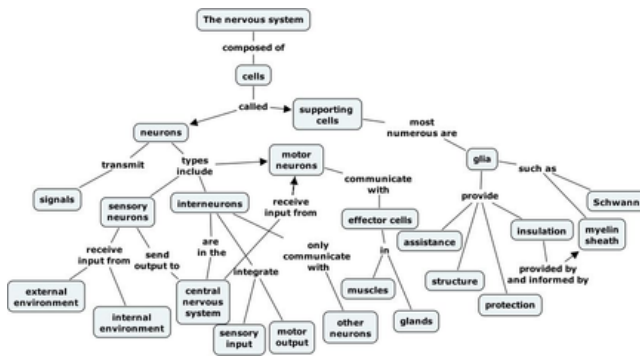 The nervous system
composed of
cells
called
supporting
cells
most
numerous are
neurons
transmit
types
include
motor
neurons
glia
such as
signals
sensory
neurons
interneurons
receive
input from
communicate
with
provide
Schwann
effector cells
assistance
insulation
myelin
sheath
receive
input from
send
output to
are
in the
integrate
only
communicate
with
in
provided by
and informed by
external
environment
internal
environment
central
nervous
system
muscles
structure
protection
sensory
input
motor
output
other
neurons
glands